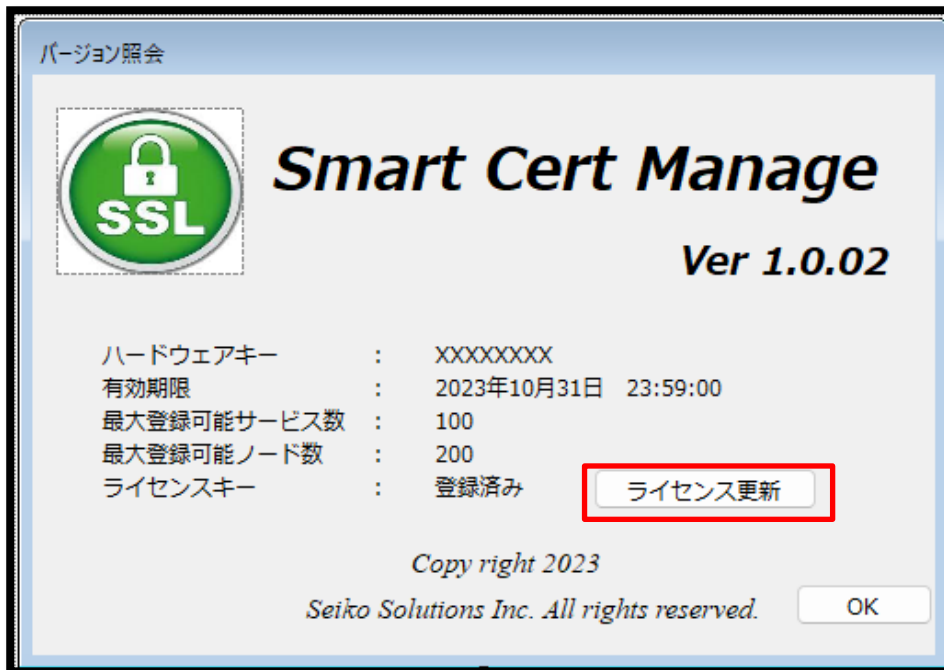 バージョン照会
SSL
Smart Cert Manage
Ver 1.0.02
ハードウェアキー : XXXXXXXX
有効期限 : 2023年10月31日 23:59:00
最大登録可能サービス数 : 100
最大登録可能ノード数 : 200
ライセンスキー : 登録済み ライセンス更新
Copy right 2023
Seiko Solutions Inc. All rights reserved. OK